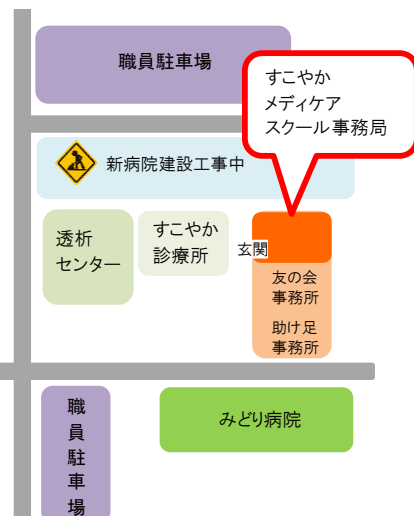 職員駐車場
すこやか
メディケア
スクール事務局
新病院建設工事中
透析
センター
すこやか
診療所
玄関
友の会
事務所
助け足
事務所
職員駐車場
みどり病院